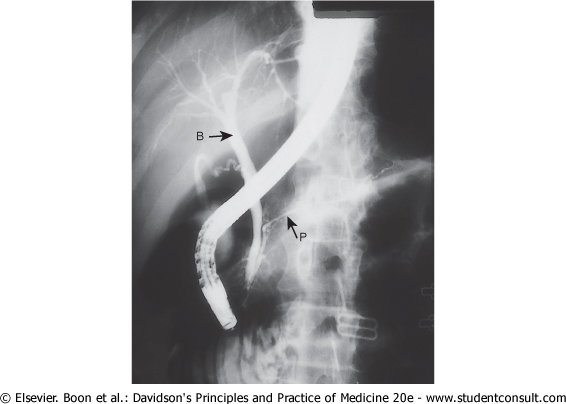 B
P
© Elsevier. Boon et al.: Davidson's Principles and Practice of Medicine 20e - www.studentconsult.com